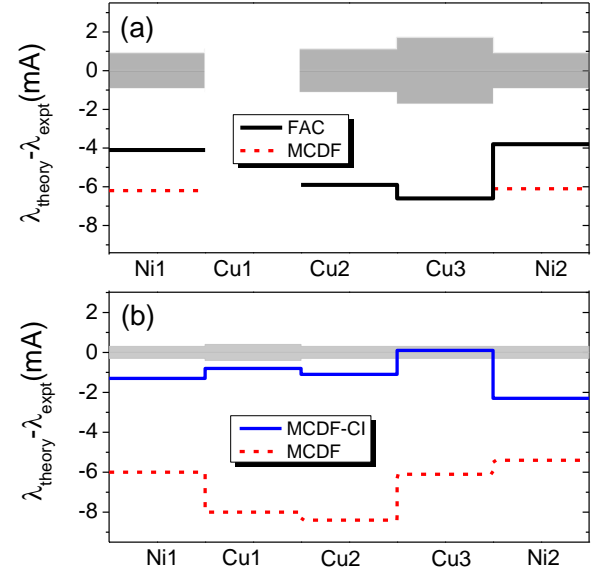 (a)
2
0
-2
-4
-6
-8
λtheory-λexpt(mA)
FAC
MCDF
Ni1 Cu1 Cu2 Cu3 Ni2
(b)
2
0
-2
-4
-6
-8
λtheory-λexpt(mA)
MCDF-CI
MCDF
Ni1 Cu1 Cu2 Cu3 Ni2